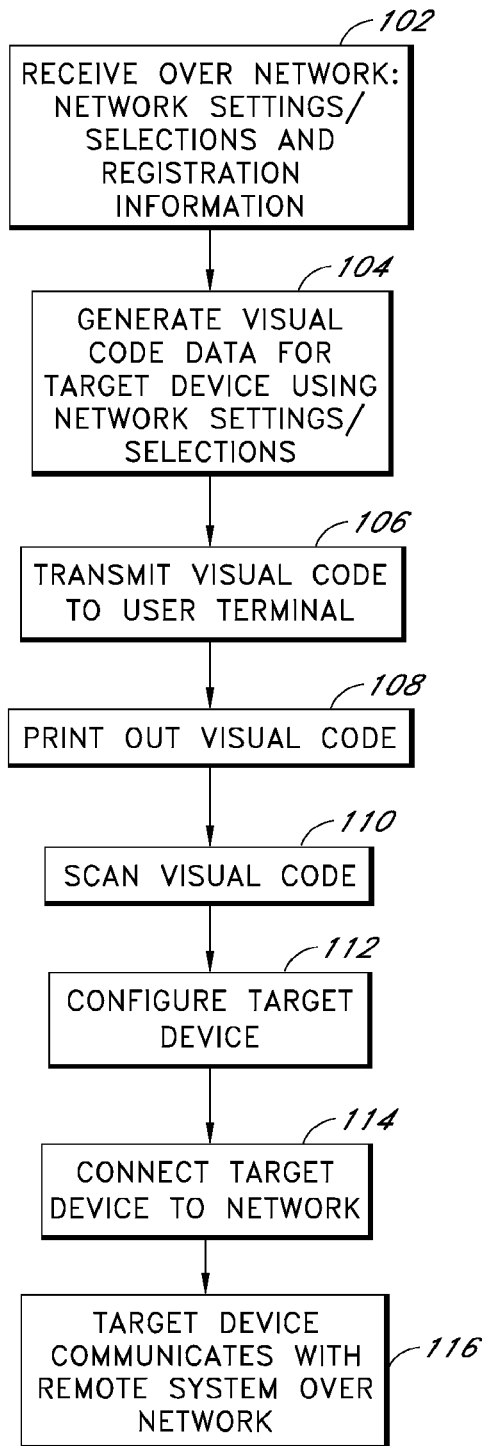 102
RECEIVE OVER NETWORK:
NETWORK SETTINGS/
SELECTIONS AND
REGISTRATION
INFORMATION
104
GENERATE VISUAL
CODE DATA FOR
TARGET DEVICE USING
NETWORK SETTINGS/
SELECTIONS
106
TRANSMIT VISUAL CODE
TO USER TERMINAL
108
PRINT OUT VISUAL CODE
110
SCAN VISUAL CODE
112
CONFIGURE TARGET
DEVICE
114
CONNECT TARGET
DEVICE TO NETWORK
TARGET DEVICE
COMMUNICATES WITH
REMOTE SYSTEM OVER
NETWORK
116